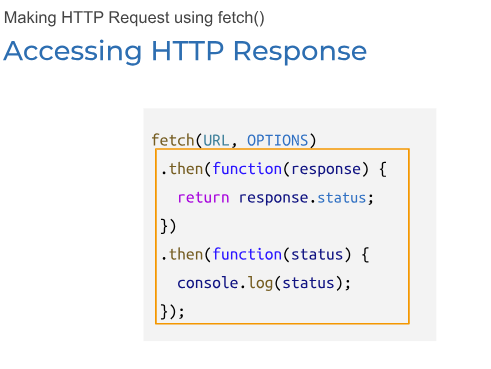 Making HTTP Request using fetch()
Accessing HTTP Response
fetch(URL, OPTIONS)
.then(function(response) {
return response.status;
})
.then(function(status) {
console.log(status);
});